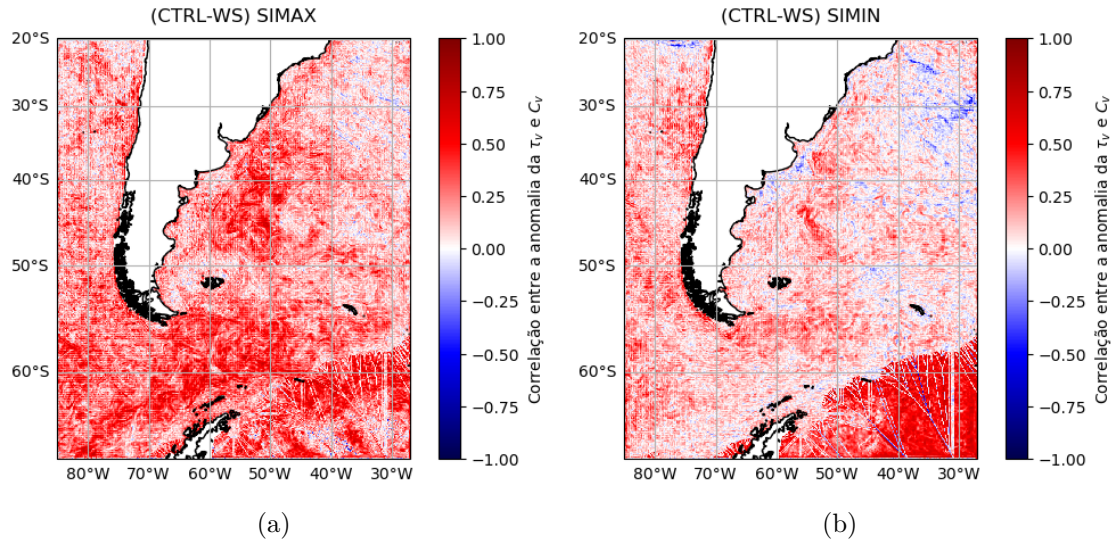 (CTRL-WS) SIMAX
20°S
30°S
40°S
50°S
60°S
80°W 70°W 60°W 50°W 40°W 30°W
1.00
0.75
0.50
0.25
0.00
−0.25
−0.50
−0.75
−1.00
Correlação entre a anomalia da τᵥ e Cᵥ
(a)
(CTRL-WS) SIMIN
20°S
30°S
40°S
50°S
60°S
80°W 70°W 60°W 50°W 40°W 30°W
1.00
0.75
0.50
0.25
0.00
−0.25
−0.50
−0.75
−1.00
Correlação entre a anomalia da τᵥ e Cᵥ
(b)